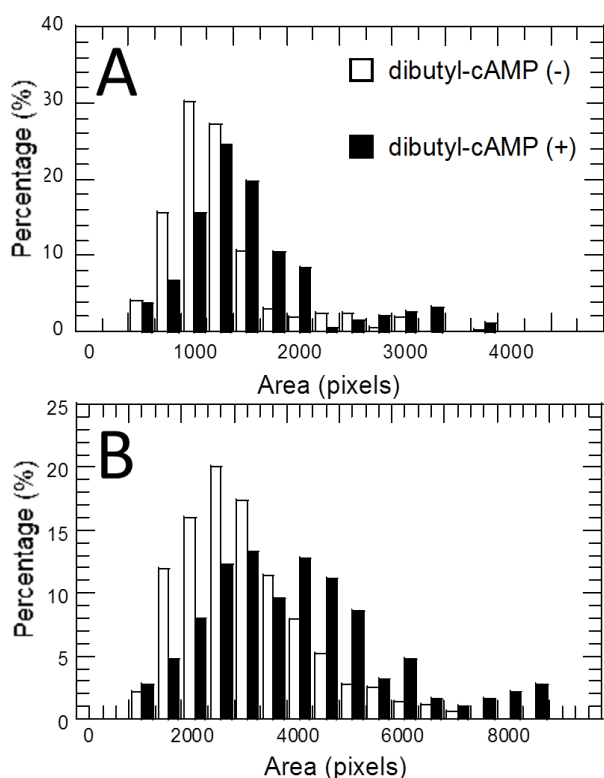 A
40
30
20
10
0
Percentage (%)
dibutyl-cAMP (-)
dibutyl-cAMP (+)
0 1000 2000 3000 4000
Area (pixels)
B
25
20
15
10
5
0
Percentage (%)
0 2000 4000 6000 8000
Area (pixels)